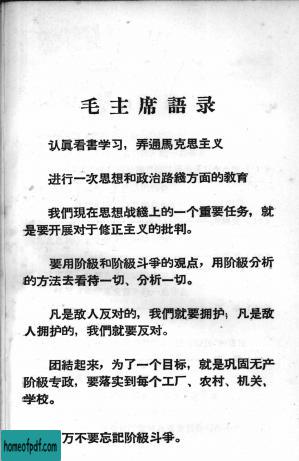 毛主席語录
认眞看書学习，弄通馬克思主义
进行一次思想和政治路綫方面的教育
我們現在思想战綫上的一个重要任务，就
是要开展对于修正主义的批判。
要用阶級和阶級斗爭的观点，用阶級分析
的方法去看待一切、分析一切。
凡是敌人反对的，我們就要拥护；凡是敌
人拥护的，我們就要反对。
团結起来，为了一个目标，就是巩固无产
阶級专政，要落实到每个工厂、农村、机关、
学校。
万不要忘記阶級斗爭。
homeofpdf.com